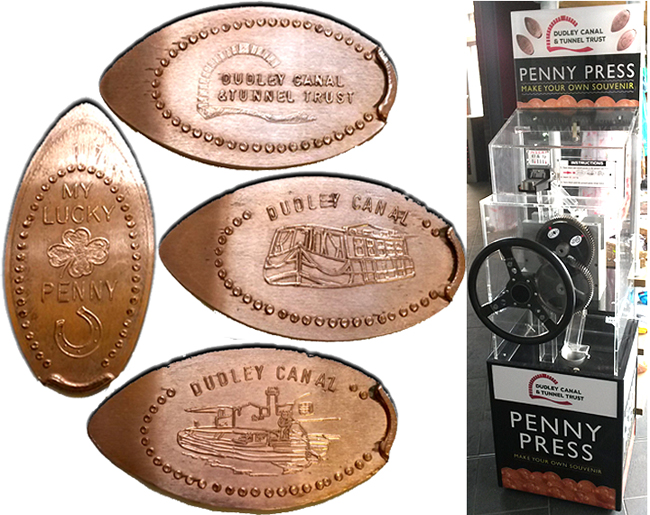 DUDLEY CANAL
&TUNNEL TRUST
MY
LUCKY
PENNY
DUDLEY CANAL
DUDLEY CANAL
DUDLEY CANAL
& TUNNEL TRUST
PENNY PRESS
MAKE YOUR OWN SOUVENIR
INSTRUCTIONS
DUDLEY CANAL
& TUNNEL TRUST
PENNY
PRESS
MAKE YOUR OWN SOUVENIR